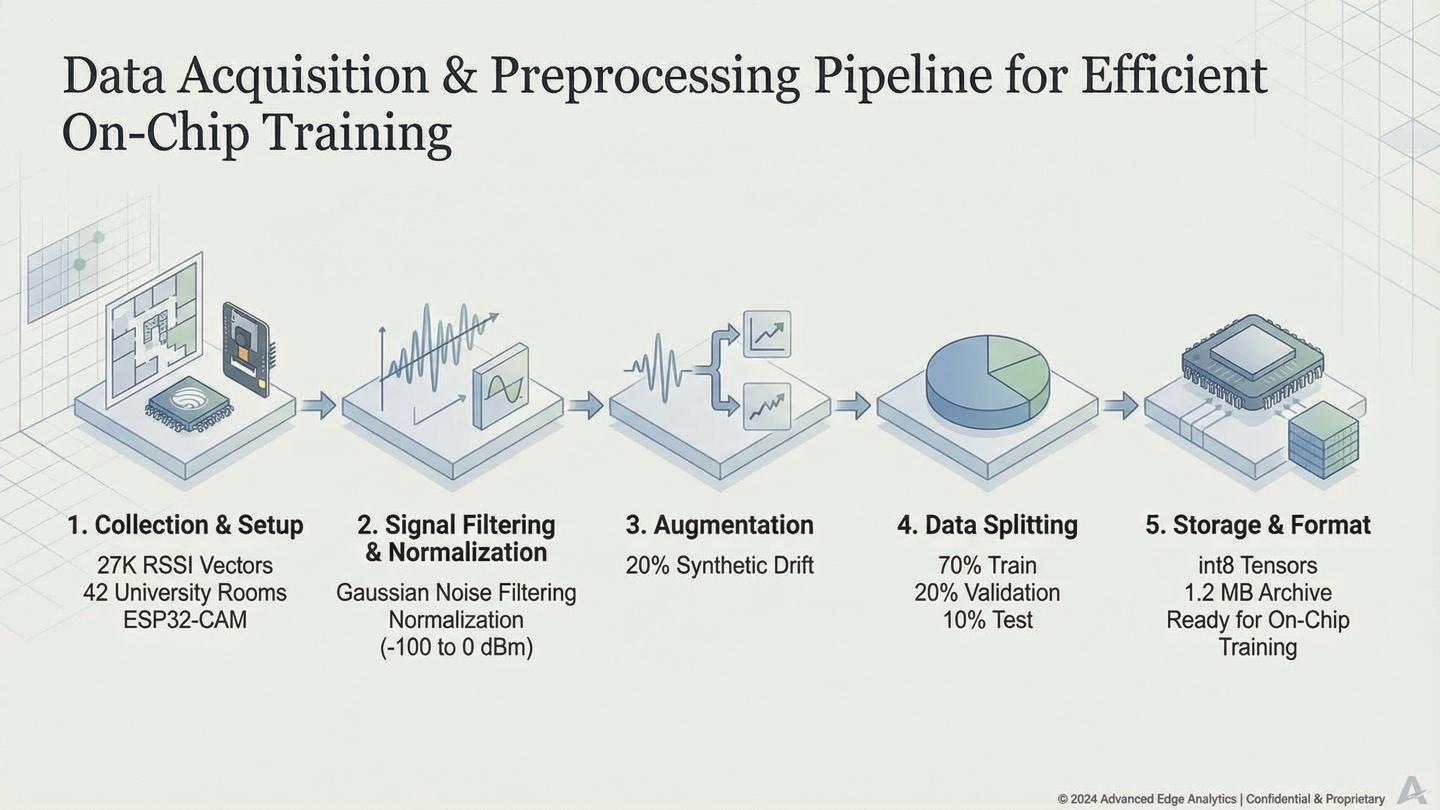 Data Acquisition & Preprocessing Pipeline for Efficient
On-Chip Training
1. Collection & Setup
27K RSSI Vectors
42 University Rooms
ESP32-CAM
2. Signal Filtering
& Normalization
Gaussian Noise Filtering
Normalization
(-100 to 0 dBm)
3. Augmentation
20% Synthetic Drift
4. Data Splitting
70% Train
20% Validation
10% Test
5. Storage & Format
int8 Tensors
1.2 MB Archive
Ready for On-Chip
Training
© 2024 Advanced Edge Analytics | Confidential & Proprietary